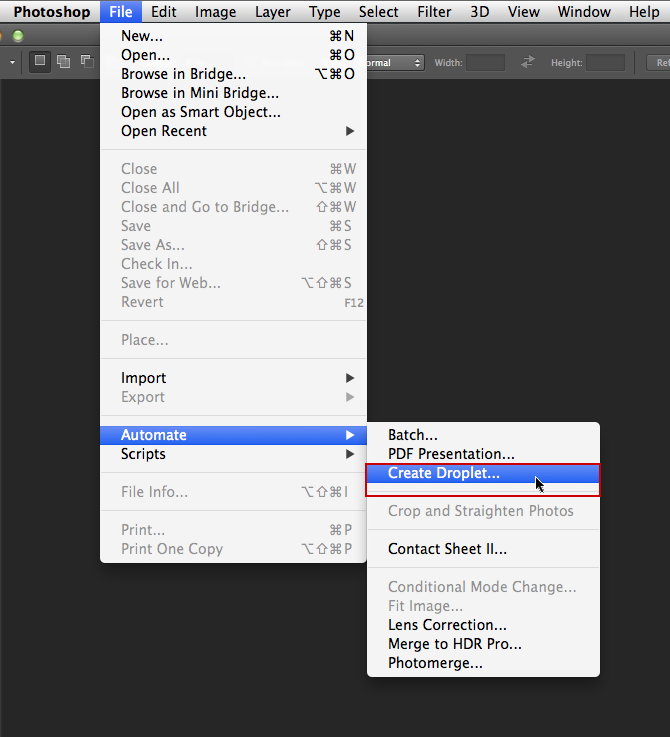 Photoshop File Edit Image Layer Type Select Filter 3D View Window Help
ormal Width: Height: Ref
New... ⌘N
Open... ⌘O
Browse in Bridge... ⌥⌘O
Browse in Mini Bridge...
Open as Smart Object...
Open Recent
Close ⌘W
Close All ⌥⌘W
Close and Go to Bridge... ⇧⌘W
Save ⌘S
Save As... ⇧⌘S
Check In...
Save for Web... ⌥⇧⌘S
Revert F12
Place...
Import
Export
Automate
Scripts
File Info... ⌥⇧⌘I
Print... ⌘P
Print One Copy ⌥⇧⌘P
Batch...
PDF Presentation...
Create Droplet...
Crop and Straighten Photos
Contact Sheet II...
Conditional Mode Change...
Fit Image...
Lens Correction...
Merge to HDR Pro...
Photomerge...